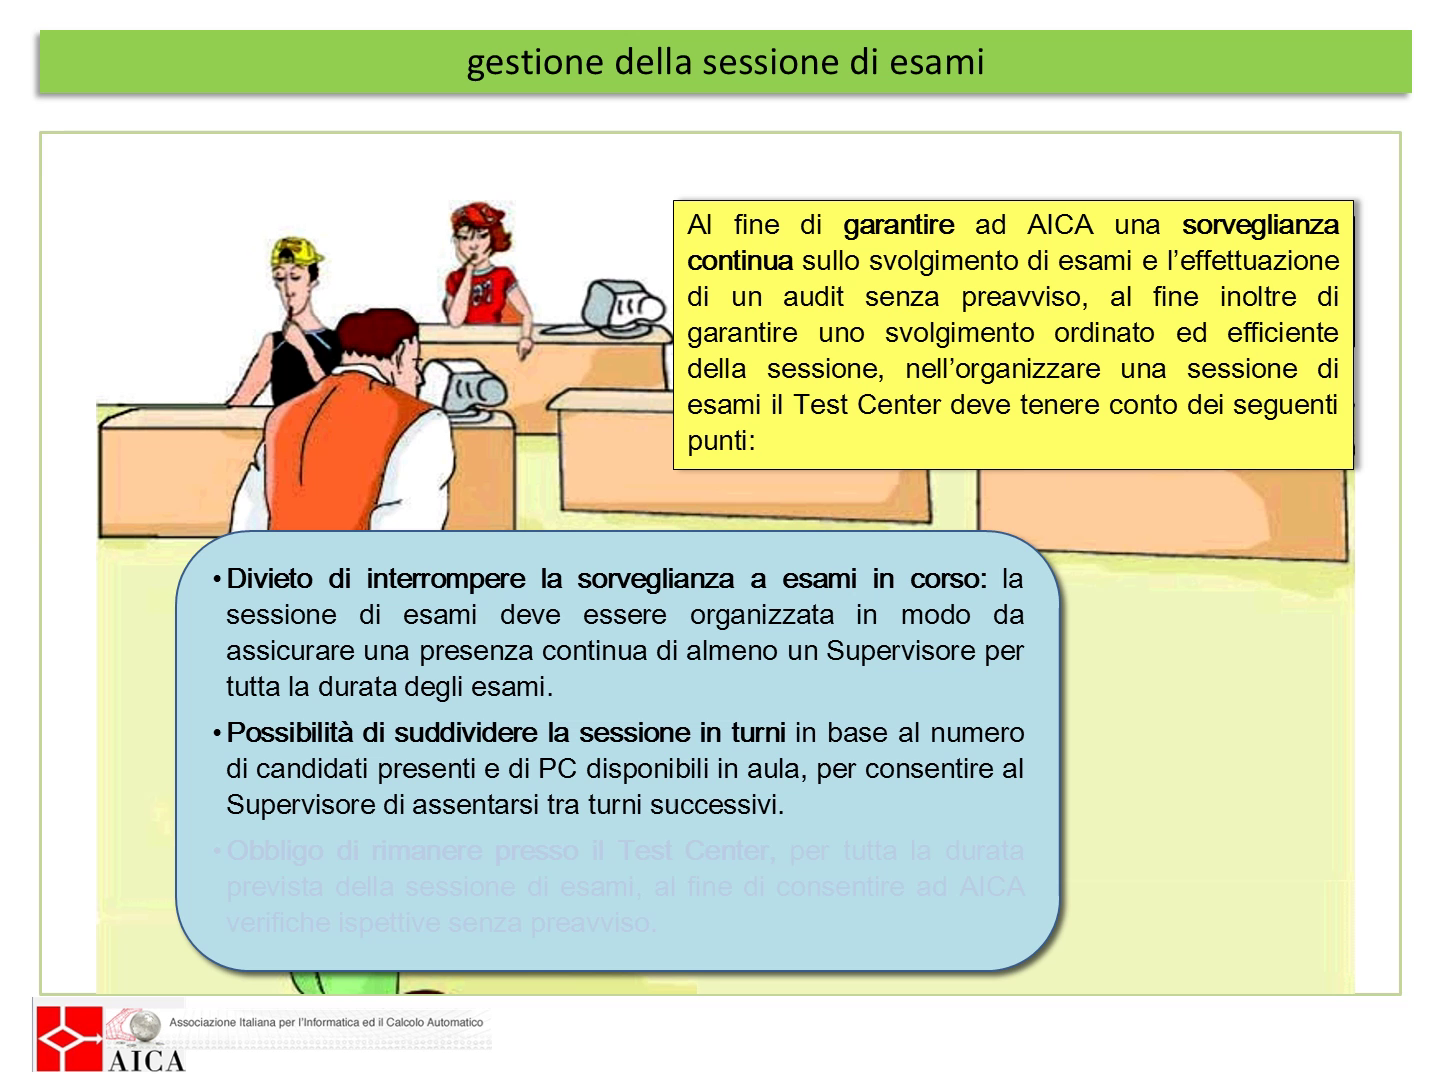 gestione della sessione di esami
Al fine di garantire ad AICA una sorveglianza
continua sullo svolgimento di esami e l’effettuazione
di un audit senza preavviso, al fine inoltre di
garantire uno svolgimento ordinato ed efficiente
della sessione, nell’organizzare una sessione di
esami il Test Center deve tenere conto dei seguenti
punti:
• Divieto di interrompere la sorveglianza a esami in corso: la
sessione di esami deve essere organizzata in modo da
assicurare una presenza continua di almeno un Supervisore per
tutta la durata degli esami.
• Possibilità di suddividere la sessione in turni in base al numero
di candidati presenti e di PC disponibili in aula, per consentire al
Supervisore di assentarsi tra turni successivi.
• Obbligo di rimanere presso il Test Center, per tutta la durata
prevista della sessione di esami, al fine di consentire ad AICA
verifiche ispettive senza preavviso.
Associazione Italiana per l'Informatica ed il Calcolo Automatico
AICA